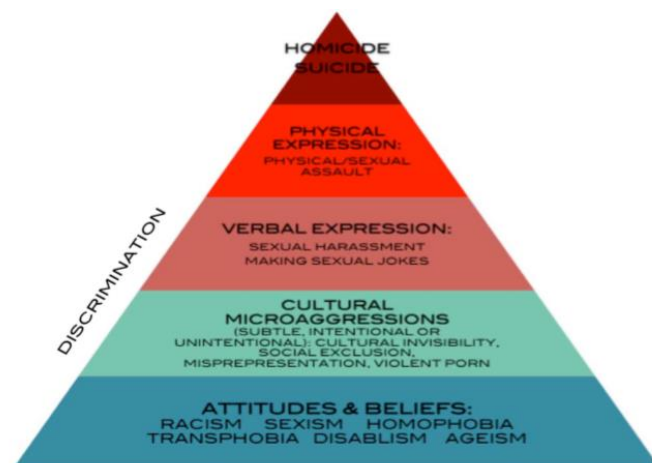 HOMICIDE
SUICIDE
PHYSICAL
EXPRESSION:
PHYSICAL/SEXUAL
ASSAULT
VERBAL EXPRESSION:
SEXUAL HARASSMENT
MAKING SEXUAL JOKES
CULTURAL
MICROAGGRESSIONS
(SUBTLE, INTENTIONAL OR
UNINTENTIONAL): CULTURAL INVISIBILITY,
SOCIAL EXCLUSION,
MISPREPRESENTATION, VIOLENT PORN
ATTITUDES & BELIEFS:
RACISM SEXISM HOMOPHOBIA
TRANSPHOBIA DISABLISM AGEISM
DISCRIMINATION